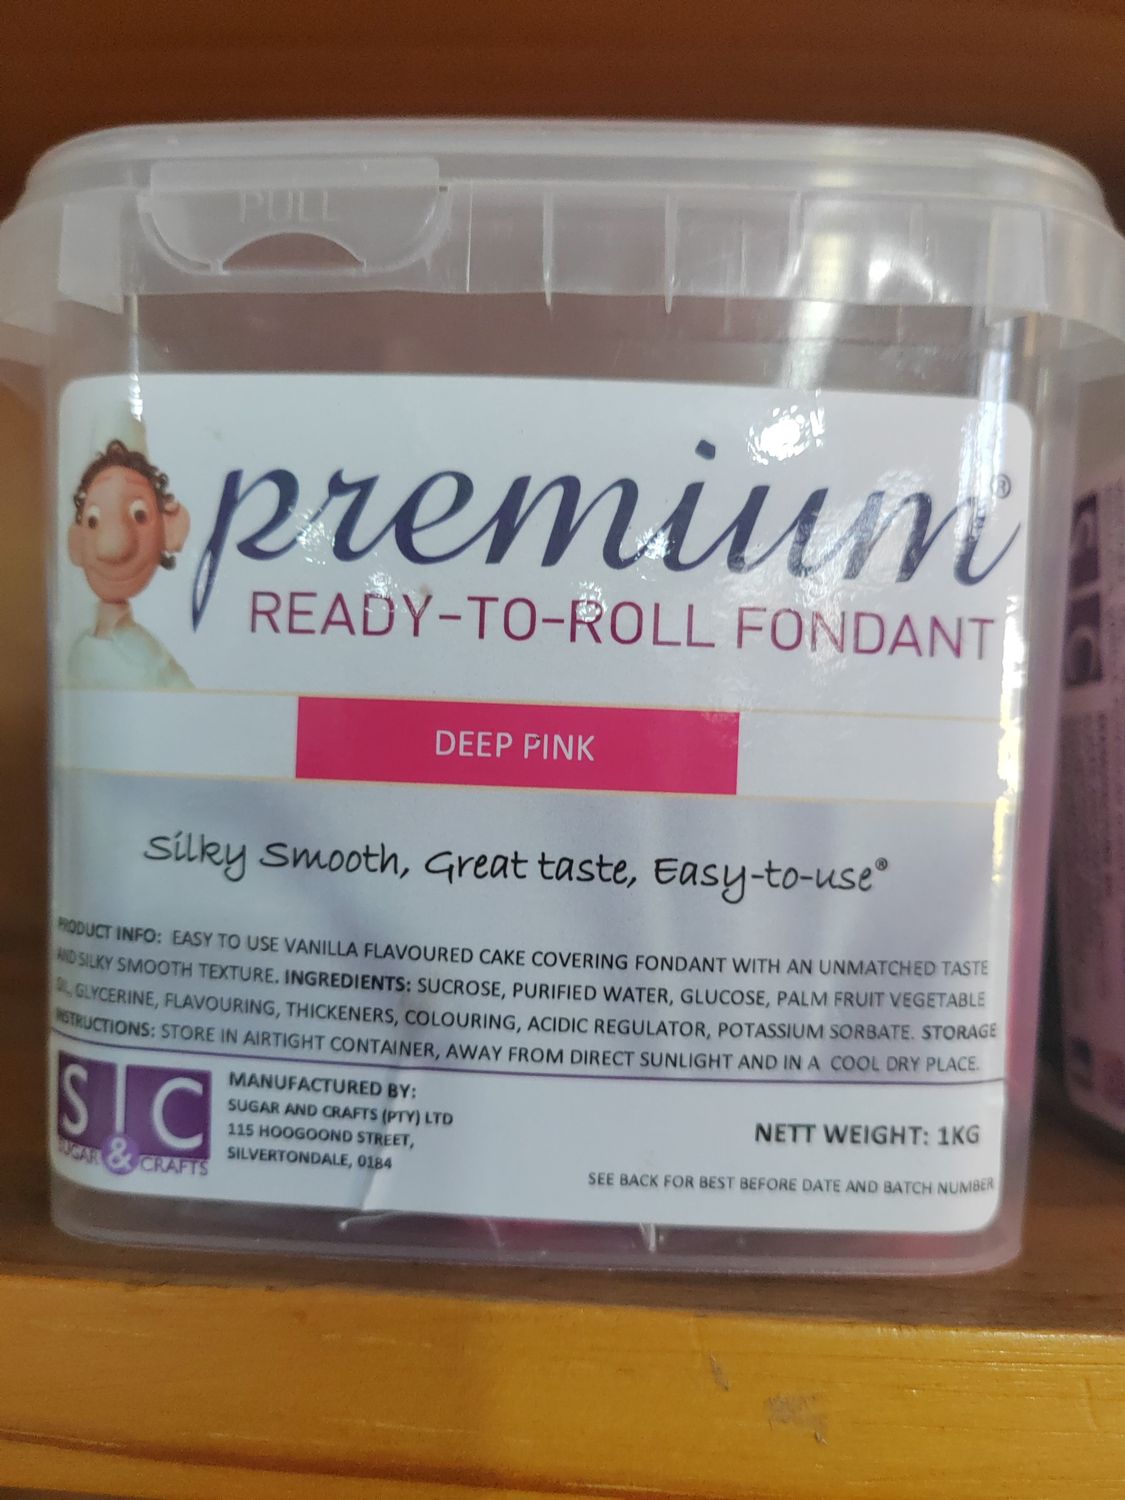 PULL
premium®
READY-TO-ROLL FONDANT
DEEP PINK
Silky Smooth, Great taste, Easy-to-use®
PRODUCT INFO: EASY TO USE VANILLA FLAVOURED CAKE COVERING FONDANT WITH AN UNMATCHED TASTE
AND SILKY SMOOTH TEXTURE. INGREDIENTS: SUCROSE, PURIFIED WATER, GLUCOSE, PALM FRUIT VEGETABLE
OIL, GLYCERINE, FLAVOURING, THICKENERS, COLOURING, ACIDIC REGULATOR, POTASSIUM SORBATE. STORAGE
INSTRUCTIONS: STORE IN AIRTIGHT CONTAINER, AWAY FROM DIRECT SUNLIGHT AND IN A COOL DRY PLACE.
S|C
SUGAR & CRAFTS
MANUFACTURED BY:
SUGAR AND CRAFTS (PTY) LTD
115 HOOGOOND STREET,
SILVERTONDALE, 0184
NETT WEIGHT: 1KG
SEE BACK FOR BEST BEFORE DATE AND BATCH NUMBER